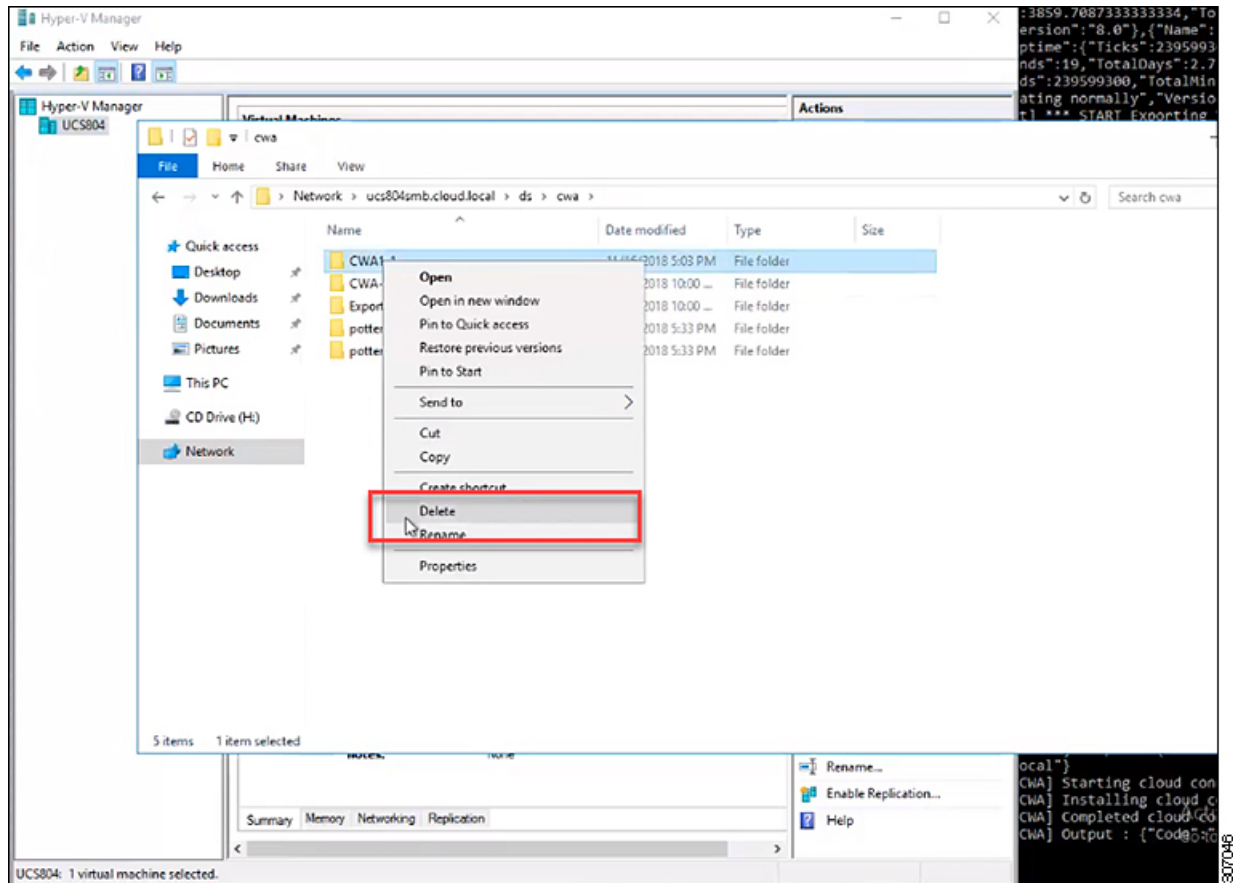 Hyper-V Manager
File Action View Help
Hyper-V Manager
UCS804
Virtual Machines
Actions
:3859.7087333333334,"To
ersion":"8.0"},{"Name":
ptime":{"Ticks":2395993
nds":19,"TotalDays":2.7
ds":239599300,"TotalMin
ating normally","Versio
t] *** START Exporting
cwa
File Home Share View
Network > ucs804smb.cloud.local > ds > cwa >
Search cwa
Name Date modified Type Size
Quick access
Desktop
Downloads
Documents
Pictures
This PC
CD Drive (H:)
Network
CWA1-1 11/16/2018 5:03 PM File folder
CWA- 2018 10:00 ... File folder
Export 2018 10:00 ... File folder
potter 2018 5:33 PM File folder
potter 2018 5:33 PM File folder
Open
Open in new window
Pin to Quick access
Restore previous versions
Pin to Start
Send to
Cut
Copy
Create shortcut
Delete
Rename
Properties
5 items 1 item selected
Notes: None
Summary Memory Networking Replication
Rename...
Enable Replication...
Help
ocal"}
CWA] Starting cloud con
CWA] Installing cloud c
CWA] Completed cloud co
CWA] Output : {"Code":"
UCS804: 1 virtual machine selected.
307046